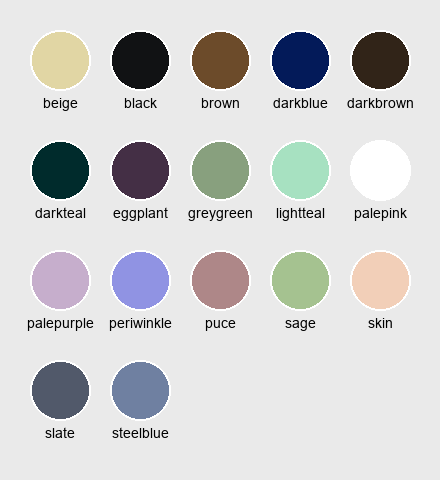 beige black brown darkblue darkbrown
darkteal eggplant greygreen lightteal palepink
palepurple periwinkle puce sage skin
slate steelblue